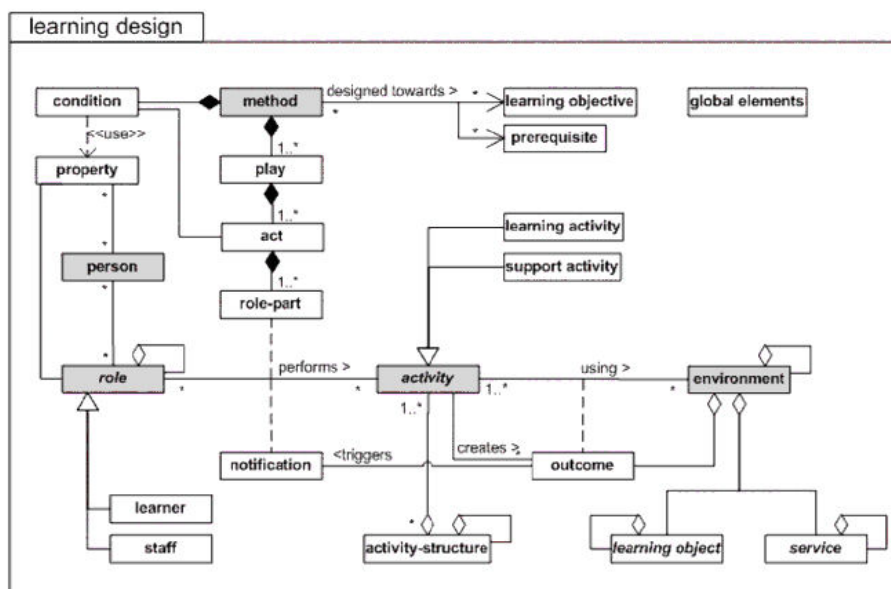 learning design
condition
method
designed towards >
*
*
learning objective
global elements
<<use>>
*
prerequisite
1..*
property
play
*
1..*
*
act
learning activity
person
support activity
*
1..*
role-part
*
performs >
using >
role
*
*
activity
1..*
*
environment
1..*
notification
<triggers
creates >
*
outcome
learner
*
staff
activity-structure
learning object
service